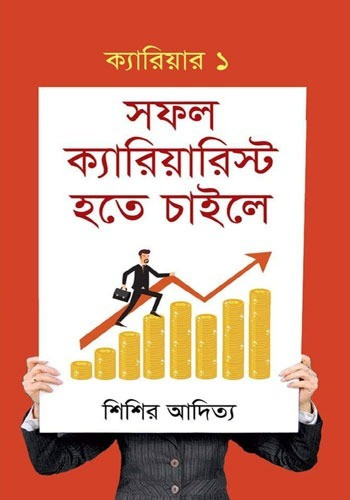 ক্যারিয়ার ১
সফল
ক্যারিয়ারিস্ট
হতে চাইলে
শিশির আদিত্য